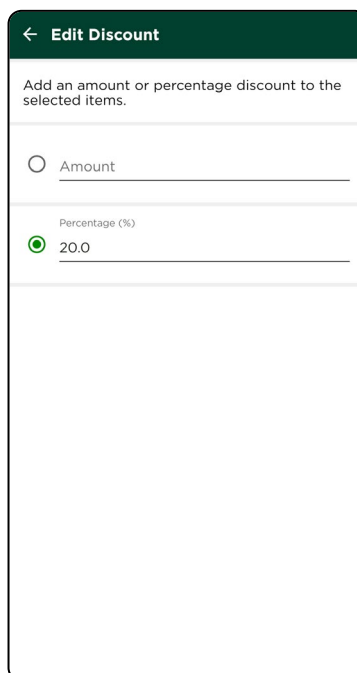 ← Edit Discount
Add an amount or percentage discount to the
selected items.
Amount
Percentage (%)
20.0